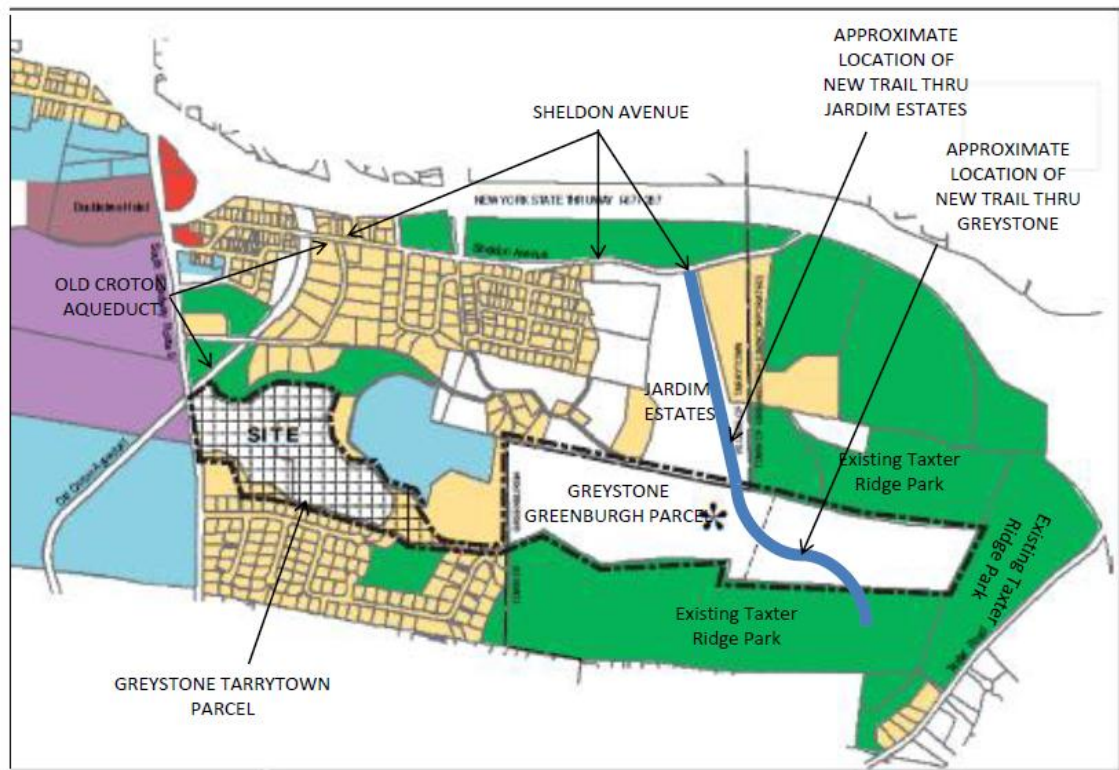 APPROXIMATE
LOCATION OF
NEW TRAIL THRU
JARDIM ESTATES
SHELDON AVENUE
APPROXIMATE
LOCATION OF
NEW TRAIL THRU
GREYSTONE
NEW YORK STATE THRUWAY
Sheldon Avenue
OLD CROTON
AQUEDUCT
JARDIM
ESTATES
SITE
Existing Taxter
Ridge Park
GREYSTONE
GREENBURGH PARCEL
*
Existing Taxter
Ridge Park
Existing Taxter
Ridge Park
GREYSTONE TARRYTOWN
PARCEL